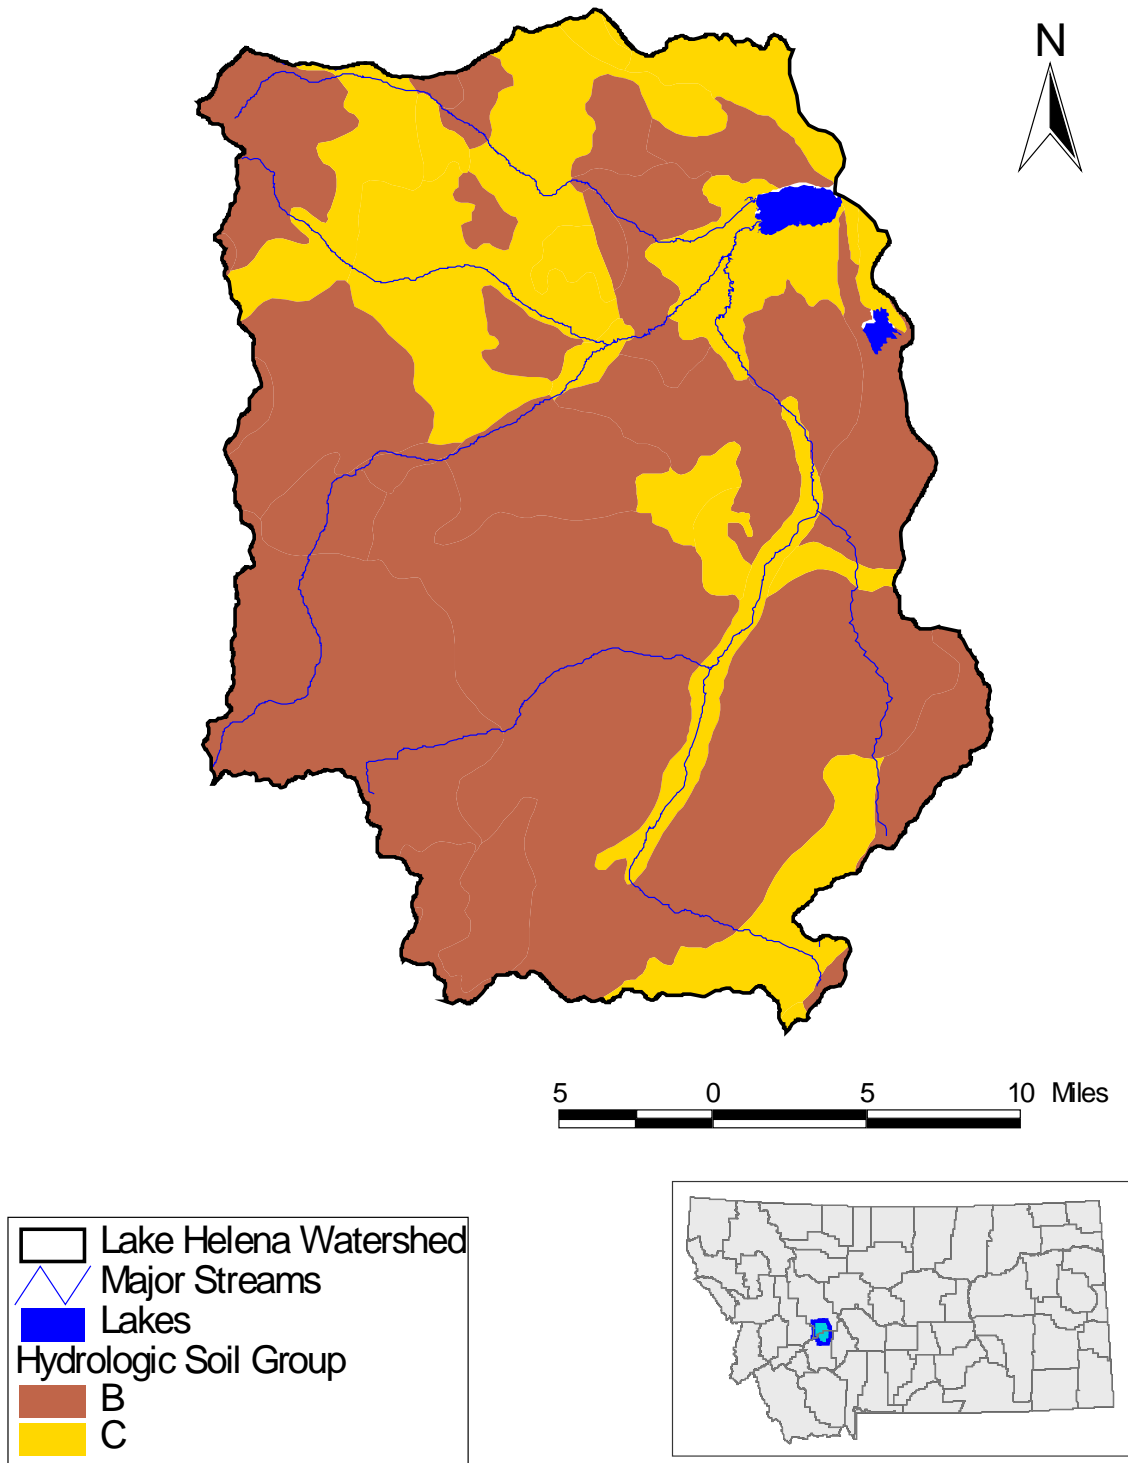 N
5 0 5 10 Miles
Lake Helena Watershed
Major Streams
Lakes
Hydrologic Soil Group
B
C